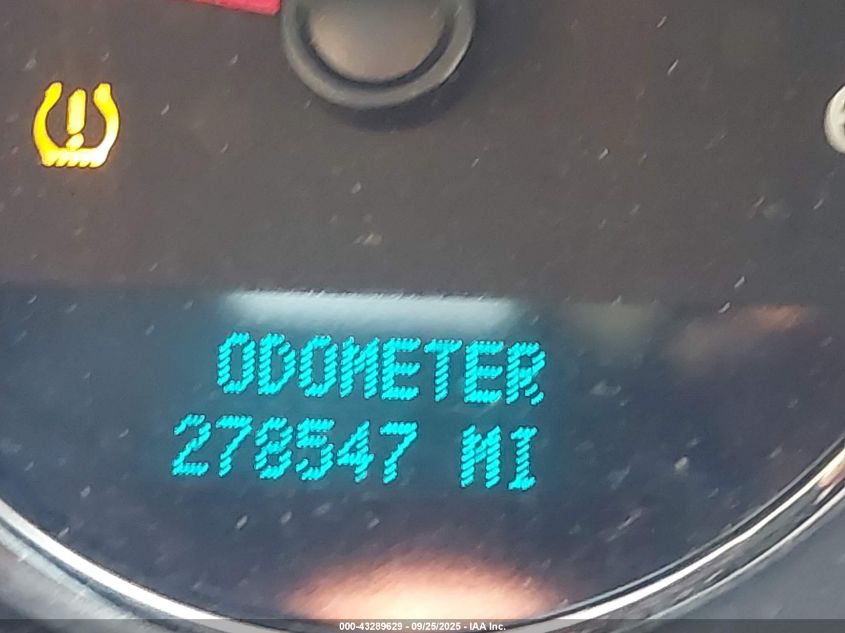 ODOMETER
278547 MI
000-43289629 - 09/25/2025 - IAA Inc.